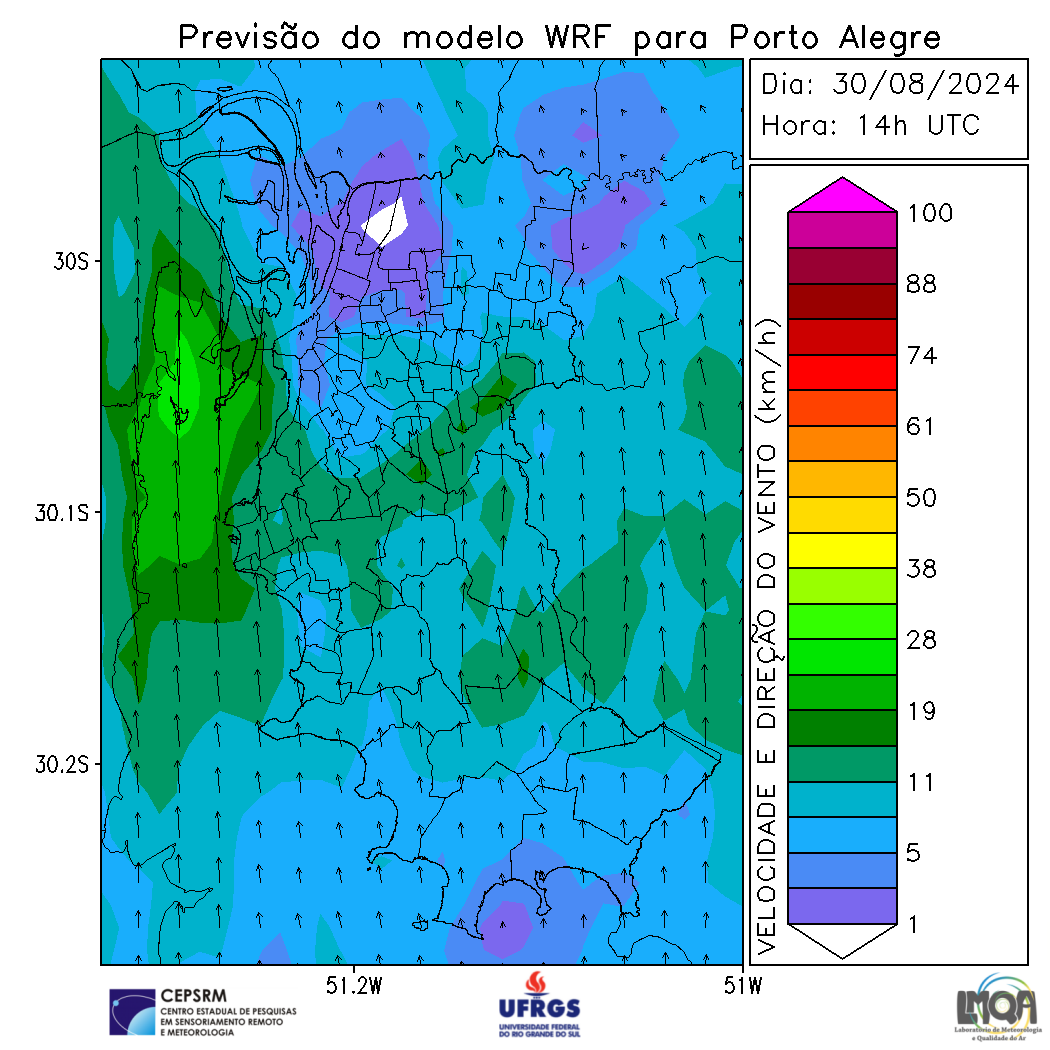 Previsão do modelo WRF para Porto Alegre
Dia: 30/08/2024
Hora: 14h UTC
30S
30.1S
30.2S
51.2W
51W
VELOCIDADE E DIREÇÃO DO VENTO (km/h)
100
88
74
61
50
38
28
19
11
5
1
CEPSRM
CENTRO ESTADUAL DE PESQUISAS
EM SENSORIAMENTO REMOTO
E METEOROLOGIA
UFRGS
UNIVERSIDADE FEDERAL
DO RIO GRANDE DO SUL
LMQA
Laboratório de Meteorologia
e Qualidade do Ar